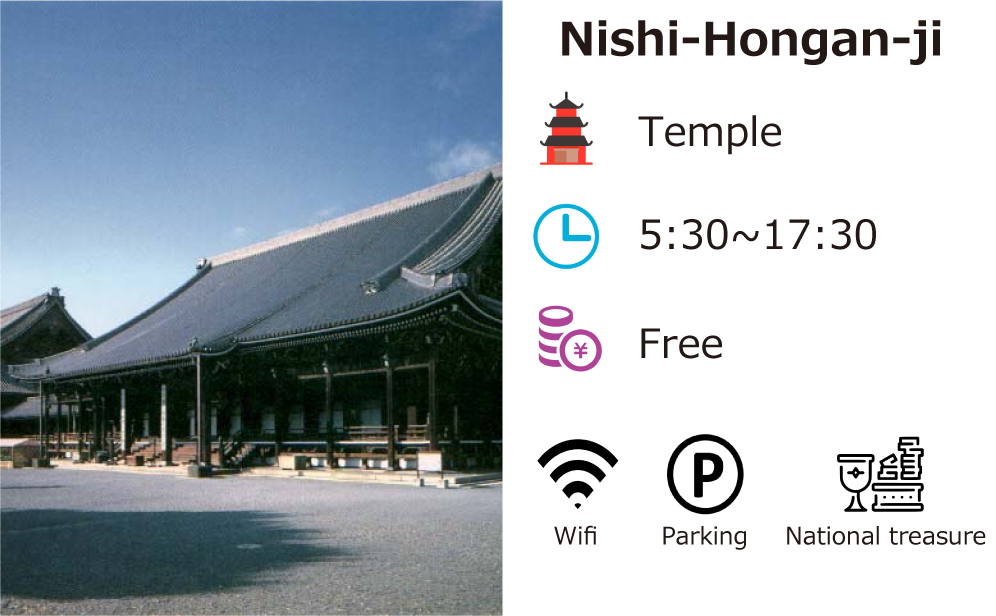 Nishi-Hongan-ji
Temple
5:30~17:30
¥
Free
P
Wifi
Parking
National treasure